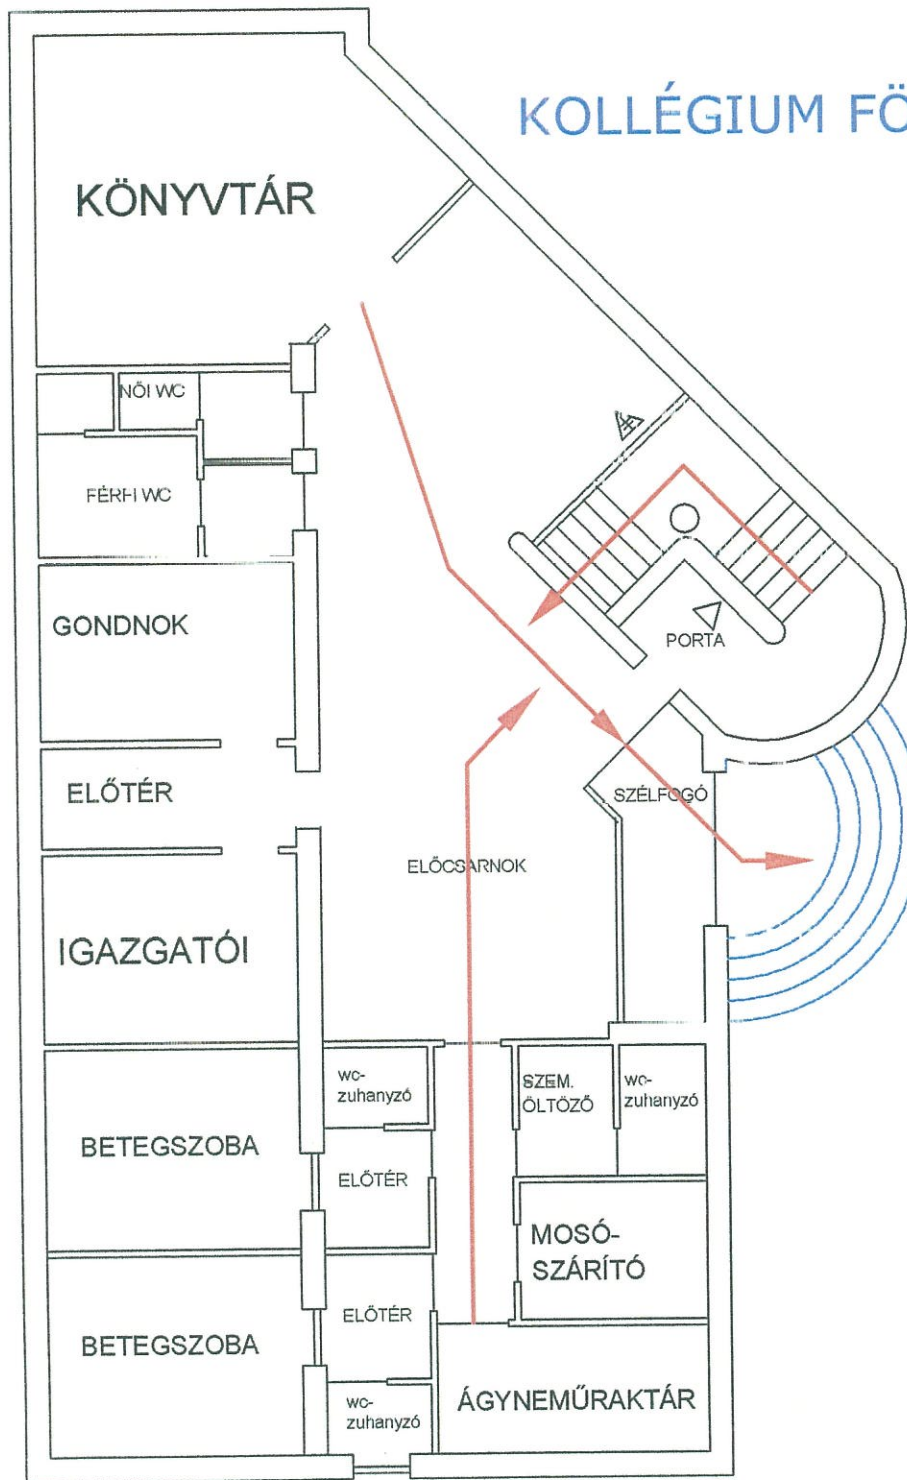 KOLLÉGIUM FÖ
KÖNYVTÁR
NŐI WC
FÉRFI WC
GONDNOK
PORTA
ELŐTÉR
SZÉLFOGÓ
ELŐCSARNOK
IGAZGATÓI
wc-
zuhanyzó
SZEM.
ÖLTÖZŐ
wc-
zuhanyzó
BETEGSZOBA
ELŐTÉR
MOSÓ-
SZÁRÍTÓ
ELŐTÉR
BETEGSZOBA
wc-
zuhanyzó
ÁGYNEMŰRAKTÁR